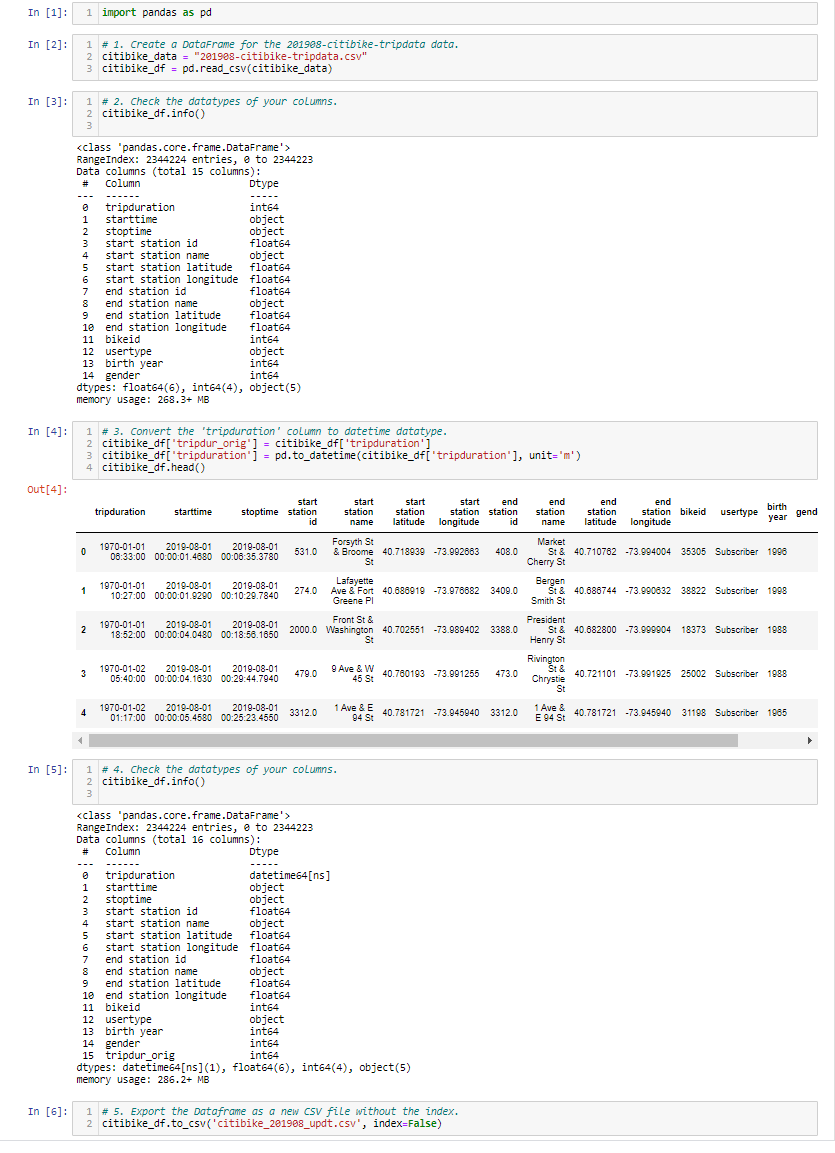 In [1]: 1 import pandas as pd
In [2]: 1 # 1. Create a DataFrame for the 201908-citibike-tripdata data.
2 citibike_data = "201908-citibike-tripdata.csv"
3 citibike_df = pd.read_csv(citibike_data)
In [3]: 1 # 2. Check the datatypes of your columns.
2 citibike_df.info()
3
<class 'pandas.core.frame.DataFrame'>
RangeIndex: 2344224 entries, 0 to 2344223
Data columns (total 15 columns):
# Column Dtype
--- ------ -----
0 tripduration int64
1 starttime object
2 stoptime object
3 start station id float64
4 start station name object
5 start station latitude float64
6 start station longitude float64
7 end station id float64
8 end station name object
9 end station latitude float64
10 end station longitude float64
11 bikeid int64
12 usertype object
13 birth year int64
14 gender int64
dtypes: float64(6), int64(4), object(5)
memory usage: 268.3+ MB
In [4]: 1 # 3. Convert the 'tripduration' column to datetime datatype.
2 citibike_df['tripdur_orig'] = citibike_df['tripduration']
3 citibike_df['tripduration'] = pd.to_datetime(citibike_df['tripduration'], unit='m')
4 citibike_df.head()
Out[4]:
start start start start end end end end
tripduration starttime stoptime station station station station station station station station bikeid usertype birth gend
id name latitude longitude id name latitude longitude year
Forsyth St Market
0 1970-01-01 2019-08-01 2019-08-01 531.0 & Broome 40.718939 -73.992663 408.0 St & 40.710762 -73.994004 35305 Subscriber 1996
06:33:00 00:00:01.4680 00:06:35.3780 St Cherry St
Lafayette Bergen
1 1970-01-01 2019-08-01 2019-08-01 274.0 Ave & Fort 40.686919 -73.976682 3409.0 St & 40.686744 -73.990632 38822 Subscriber 1998
10:27:00 00:00:01.9290 00:10:29.7840 Greene Pl Smith St
Front St & President
2 1970-01-01 2019-08-01 2019-08-01 2000.0 Washington 40.702551 -73.989402 3388.0 St & 40.682800 -73.999904 18373 Subscriber 1988
18:52:00 00:00:04.0480 00:18:56.1650 St Henry St
Rivington
3 1970-01-02 2019-08-01 2019-08-01 479.0 9 Ave & W 40.760193 -73.991255 473.0 St & 40.721101 -73.991925 25002 Subscriber 1988
05:40:00 00:00:04.1630 00:29:44.7940 45 St Chrystie
St
4 1970-01-02 2019-08-01 2019-08-01 3312.0 1 Ave & E 40.781721 -73.945940 3312.0 1 Ave & 40.781721 -73.945940 31198 Subscriber 1965
01:17:00 00:00:05.4580 00:25:23.4550 94 St E 94 St
In [5]: 1 # 4. Check the datatypes of your columns.
2 citibike_df.info()
3
<class 'pandas.core.frame.DataFrame'>
RangeIndex: 2344224 entries, 0 to 2344223
Data columns (total 16 columns):
# Column Dtype
--- ------ -----
0 tripduration datetime64[ns]
1 starttime object
2 stoptime object
3 start station id float64
4 start station name object
5 start station latitude float64
6 start station longitude float64
7 end station id float64
8 end station name object
9 end station latitude float64
10 end station longitude float64
11 bikeid int64
12 usertype object
13 birth year int64
14 gender int64
15 tripdur_orig int64
dtypes: datetime64[ns](1), float64(6), int64(4), object(5)
memory usage: 286.2+ MB
In [6]: 1 # 5. Export the Dataframe as a new CSV file without the index.
2 citibike_df.to_csv('citibike_201908_updt.csv', index=False)